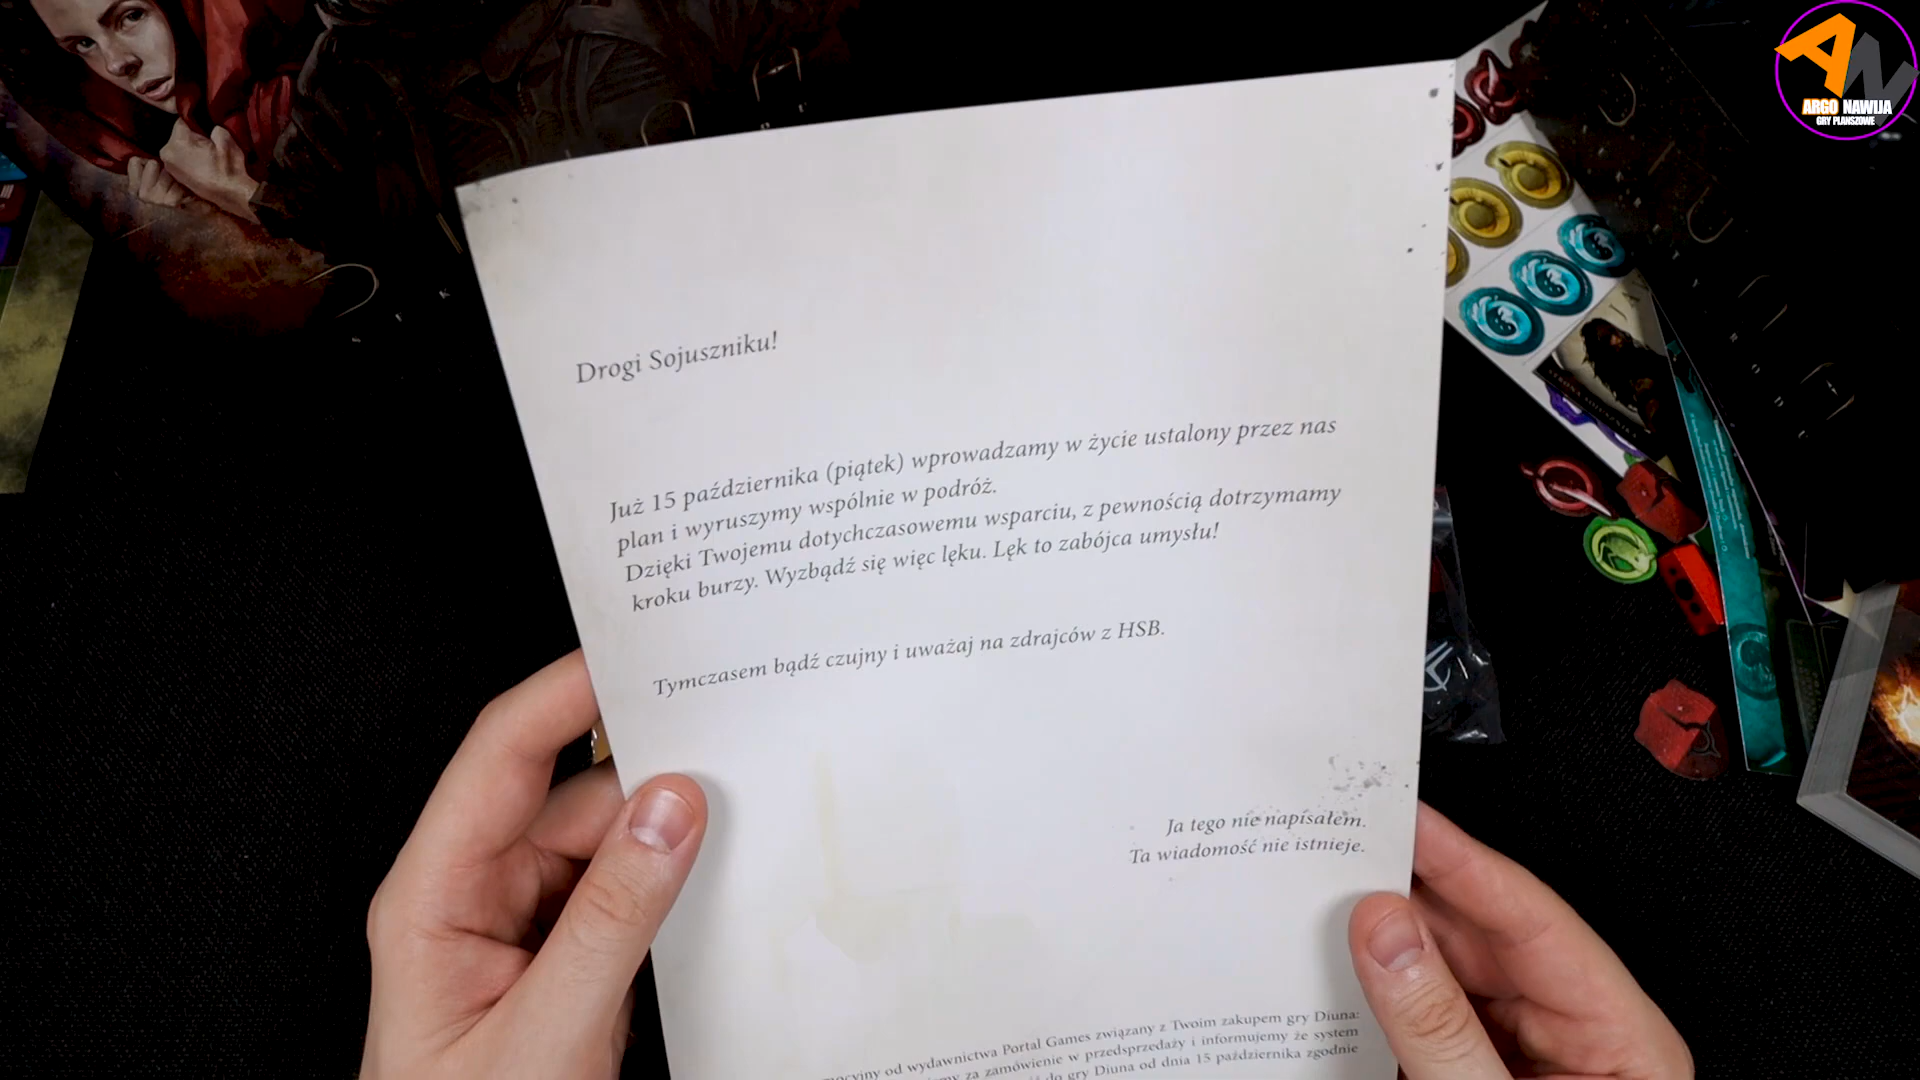 ARGO NAWIJA
GRY PLANSZOWE
Drogi Sojuszniku!
Już 15 października (piątek) wprowadzamy w życie ustalony przez nas
plan i wyruszymy wspólnie w podróż.
Dzięki Twojemu dotychczasowemu wsparciu, z pewnością dotrzymamy
kroku burzy. Wyzbądź się więc lęku. Lęk to zabójca umysłu!
Tymczasem bądź czujny i uważaj na zdrajców z HSB.
Ja tego nie napisałem.
Ta wiadomość nie istnieje.
od wydawnictwa Portal Games związany z Twoim zakupem gry Diuna:
za zamówienie w przedsprzedaży i informujemy że system
do gry Diuna od dnia 15 października zgodnie